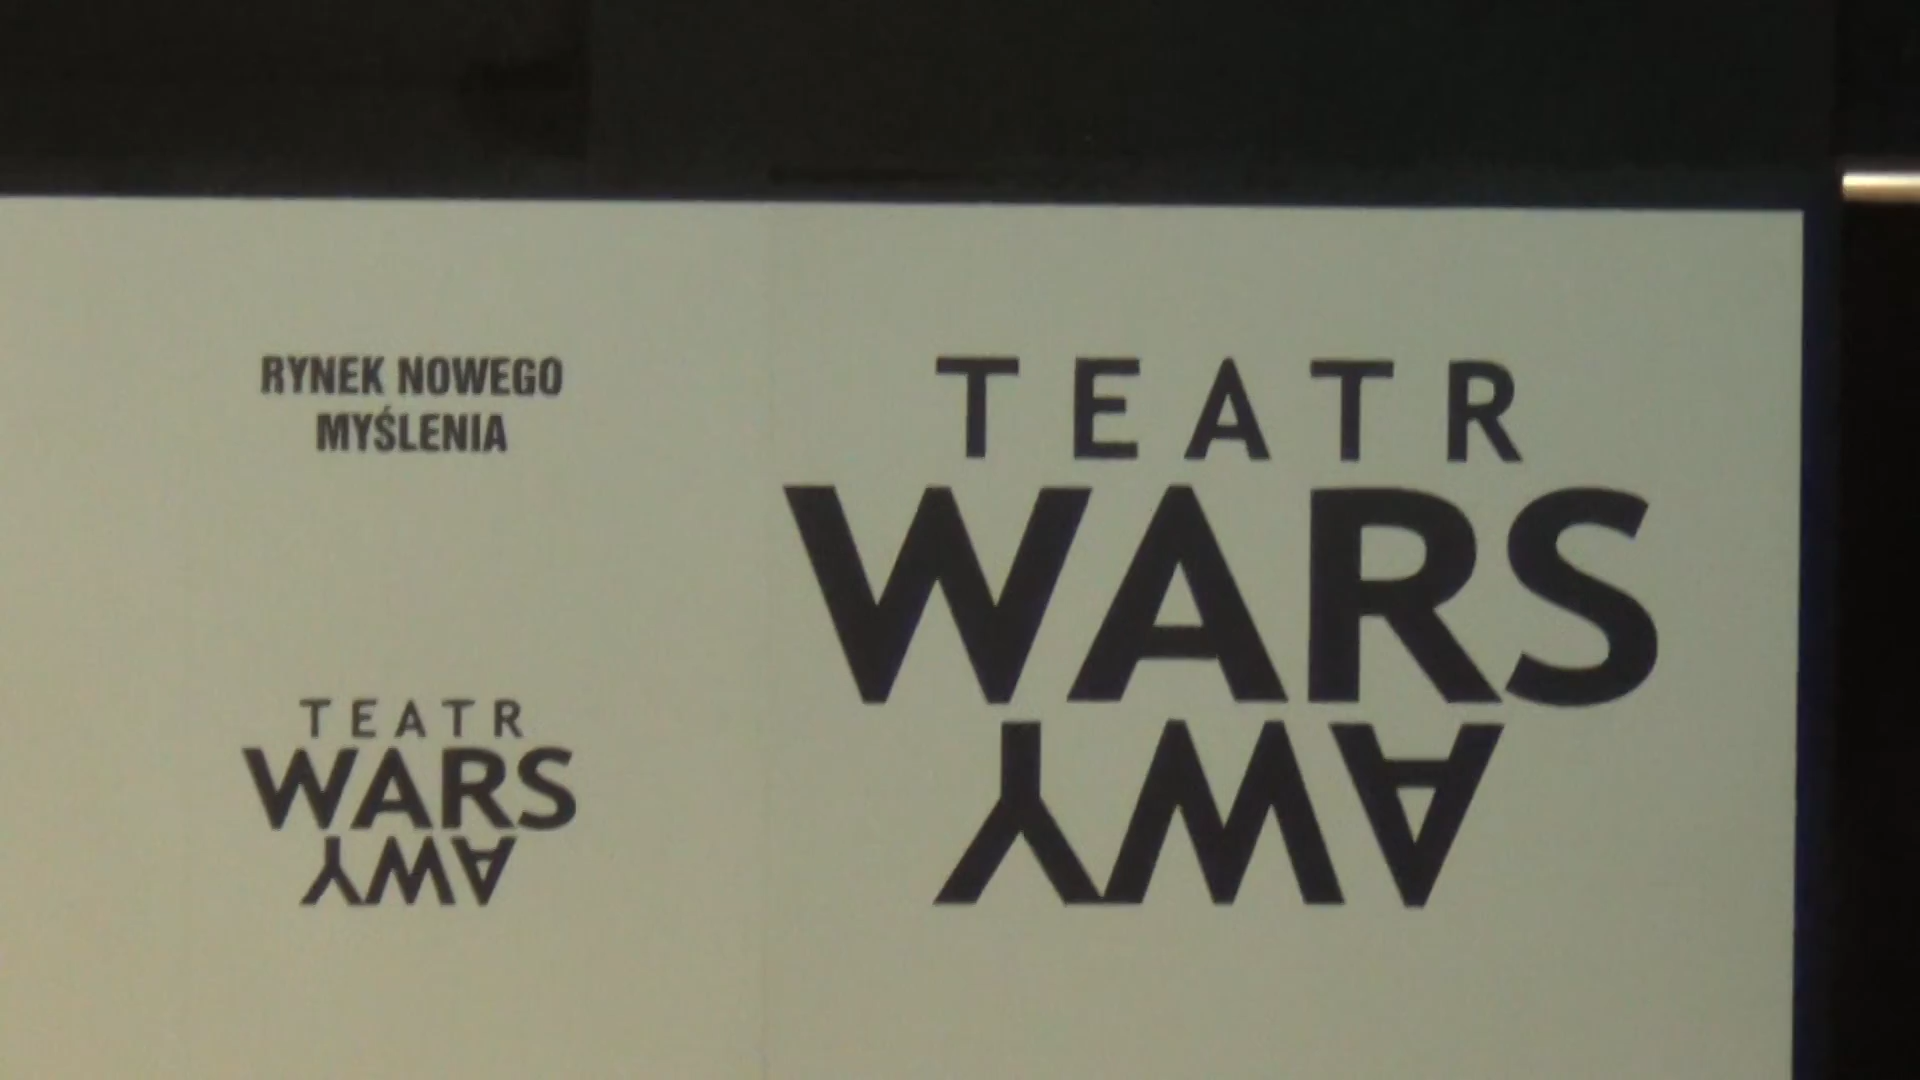 RYNEK NOWEGO
MYŚLENIA
TEATR
WARS
AWY
TEATR
WARS
AWY